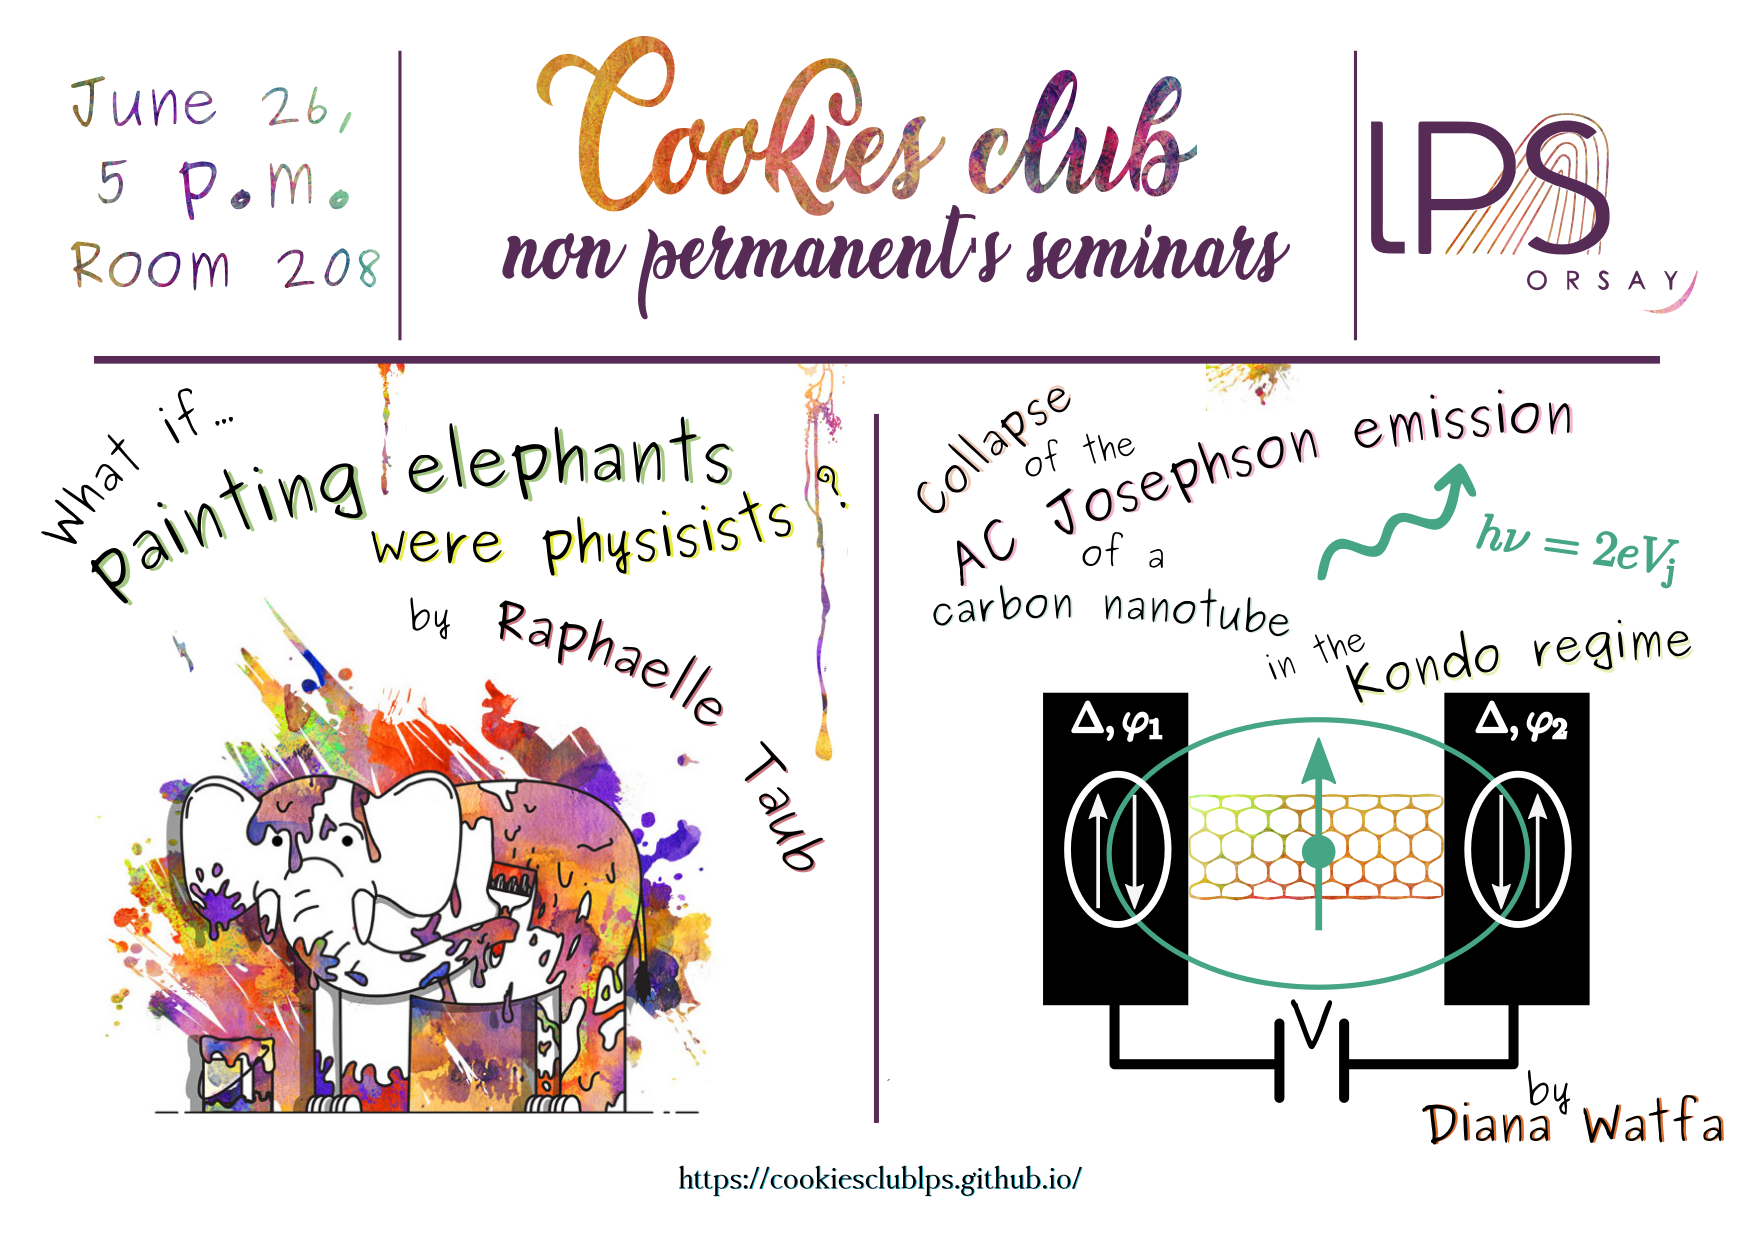 June 26,
5 p.m.
Room 208
Cookies club
non permanent's seminars
LPS
ORSAY
What if...
painting elephants
were physisists ?
by Raphaelle Taub
Collapse
of the
AC Josephson emission
of a
carbon nanotube
in the
Kondo regime
hν = 2eVj
Δ, φ1
Δ, φ2
V
by
Diana Watfa
https://cookiesclublps.github.io/